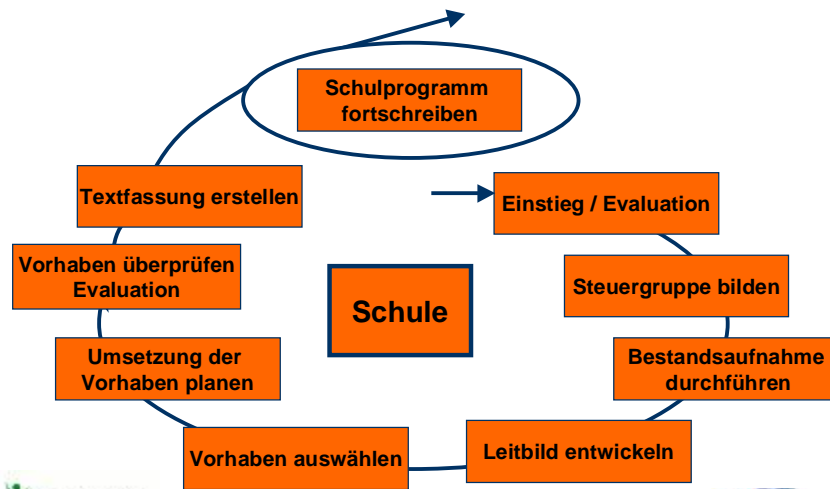 Schulprogramm
fortschreiben
Textfassung erstellen
Einstieg / Evaluation
Vorhaben überprüfen
Evaluation
Steuergruppe bilden
Schule
Umsetzung der
Vorhaben planen
Bestandsaufnahme
durchführen
Vorhaben auswählen
Leitbild entwickeln